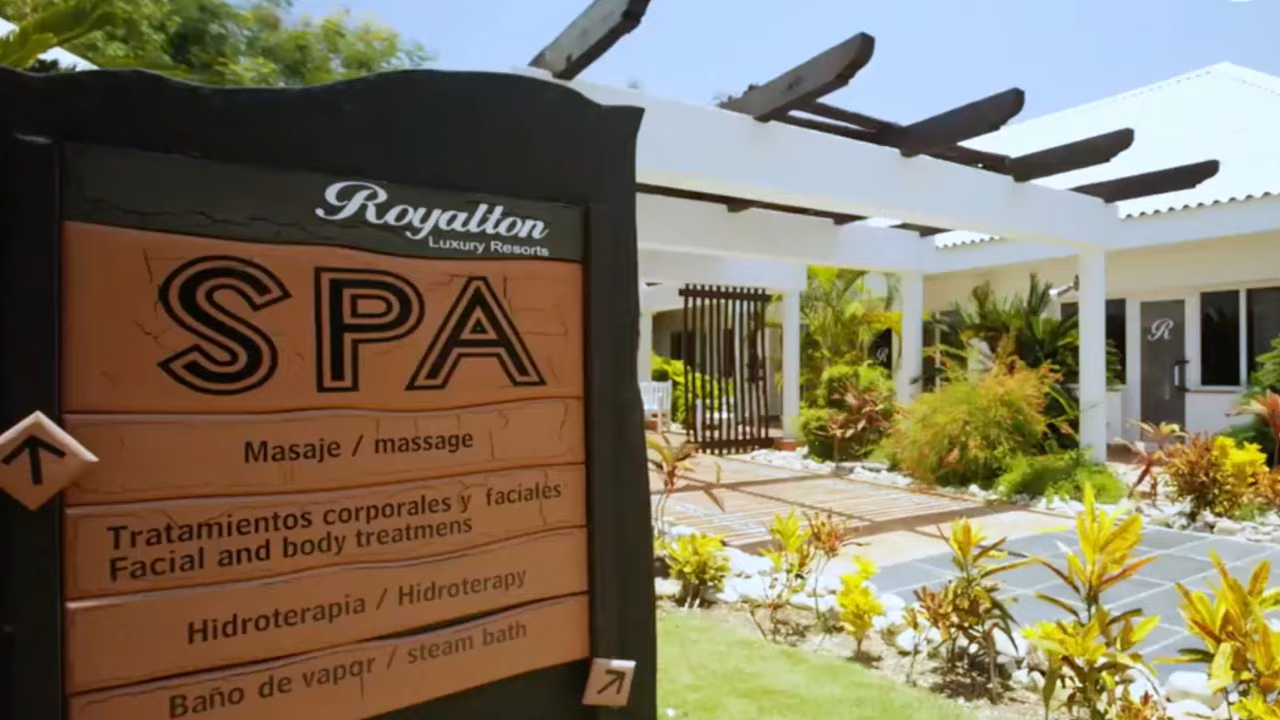 Royalton
Luxury Resorts
SPA
Masaje / massage
Tratamientos corporales y faciales
Facial and body treatmens
Hidroterapia / Hidroterapy
Baño de vapor / steam bath
R
R